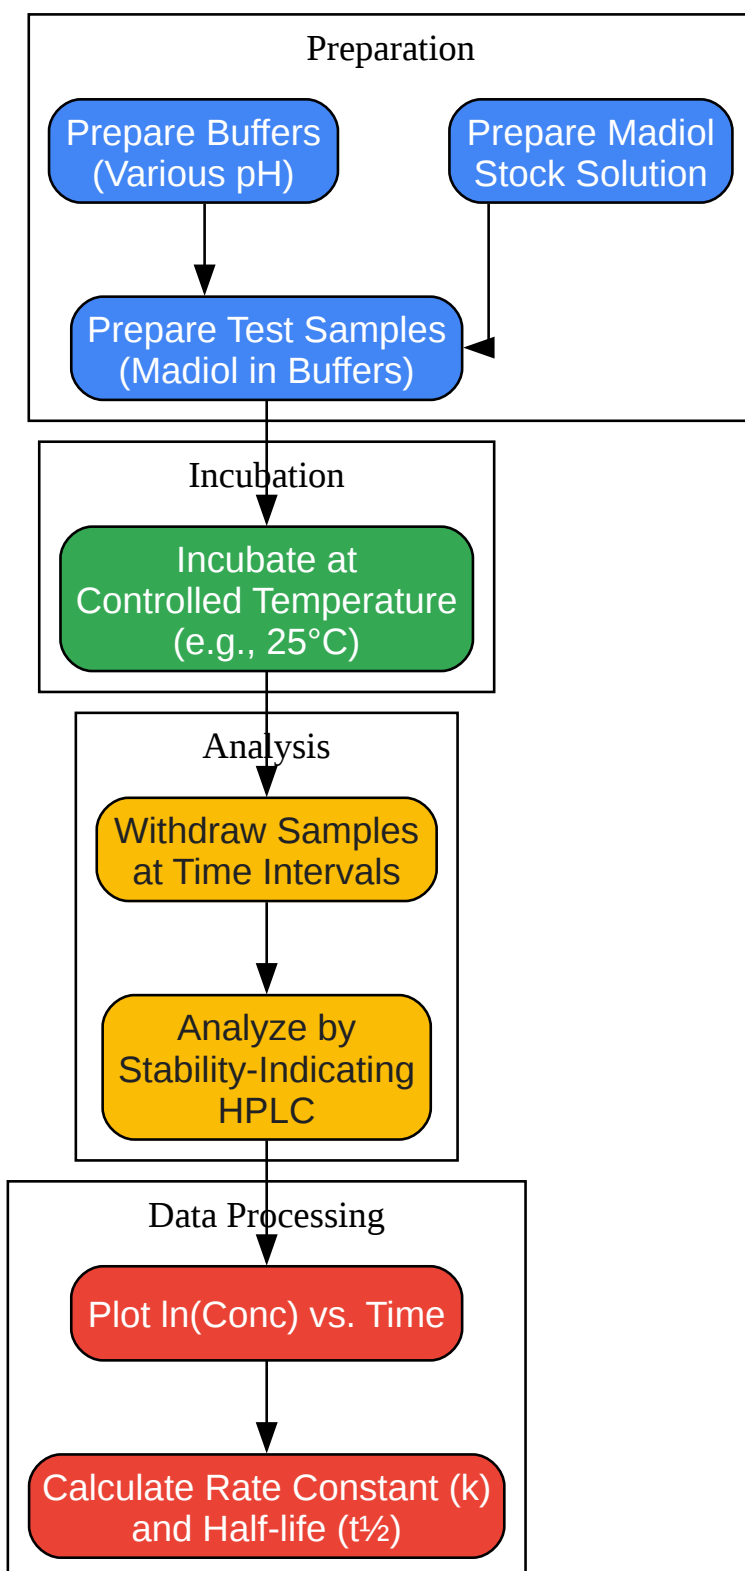 Preparation
Prepare Buffers
(Various pH)
Prepare Madiol
Stock Solution
Prepare Test Samples
(Madiol in Buffers)
Incubation
Incubate at
Controlled Temperature
(e.g., 25°C)
Analysis
Withdraw Samples
at Time Intervals
Analyze by
Stability-Indicating
HPLC
Data Processing
Plot ln(Conc) vs. Time
Calculate Rate Constant (k)
and Half-life (t½)